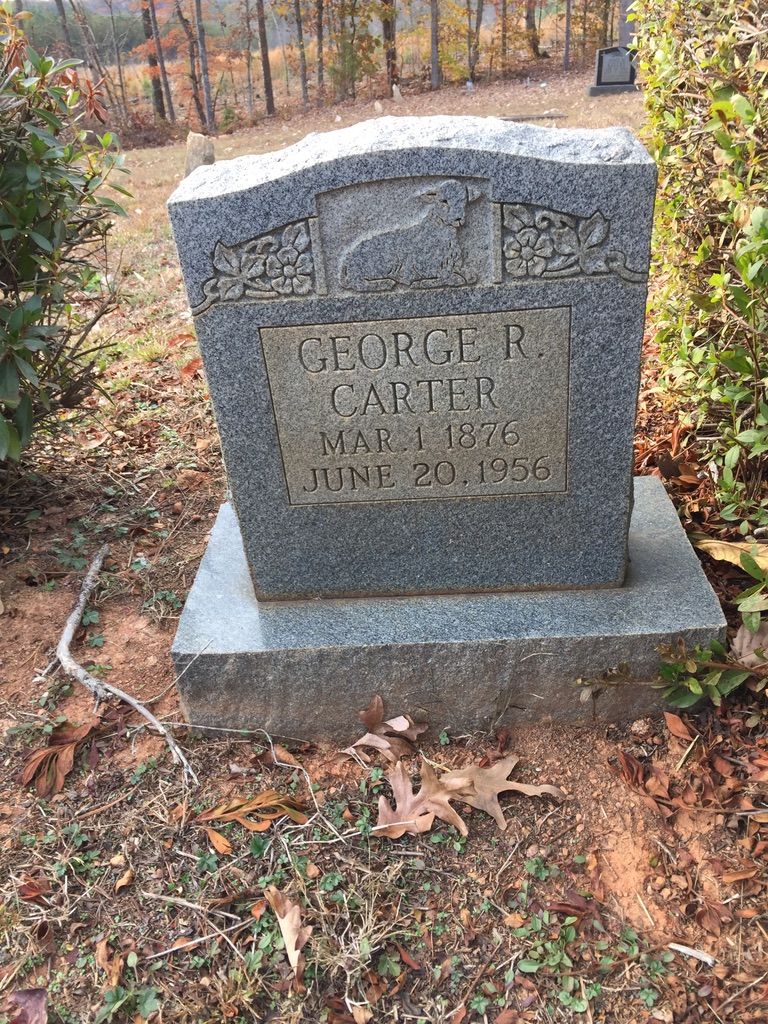 GEORGE R.
CARTER
MAR. 1 1876
JUNE 20. 1956